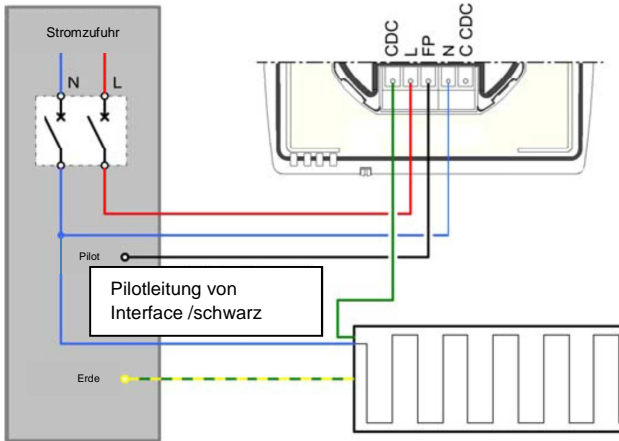 Stromzufuhr
N L
CDC
L
FP
N
C CDC
Pilot
Pilotleitung von
Interface /schwarz
Erde